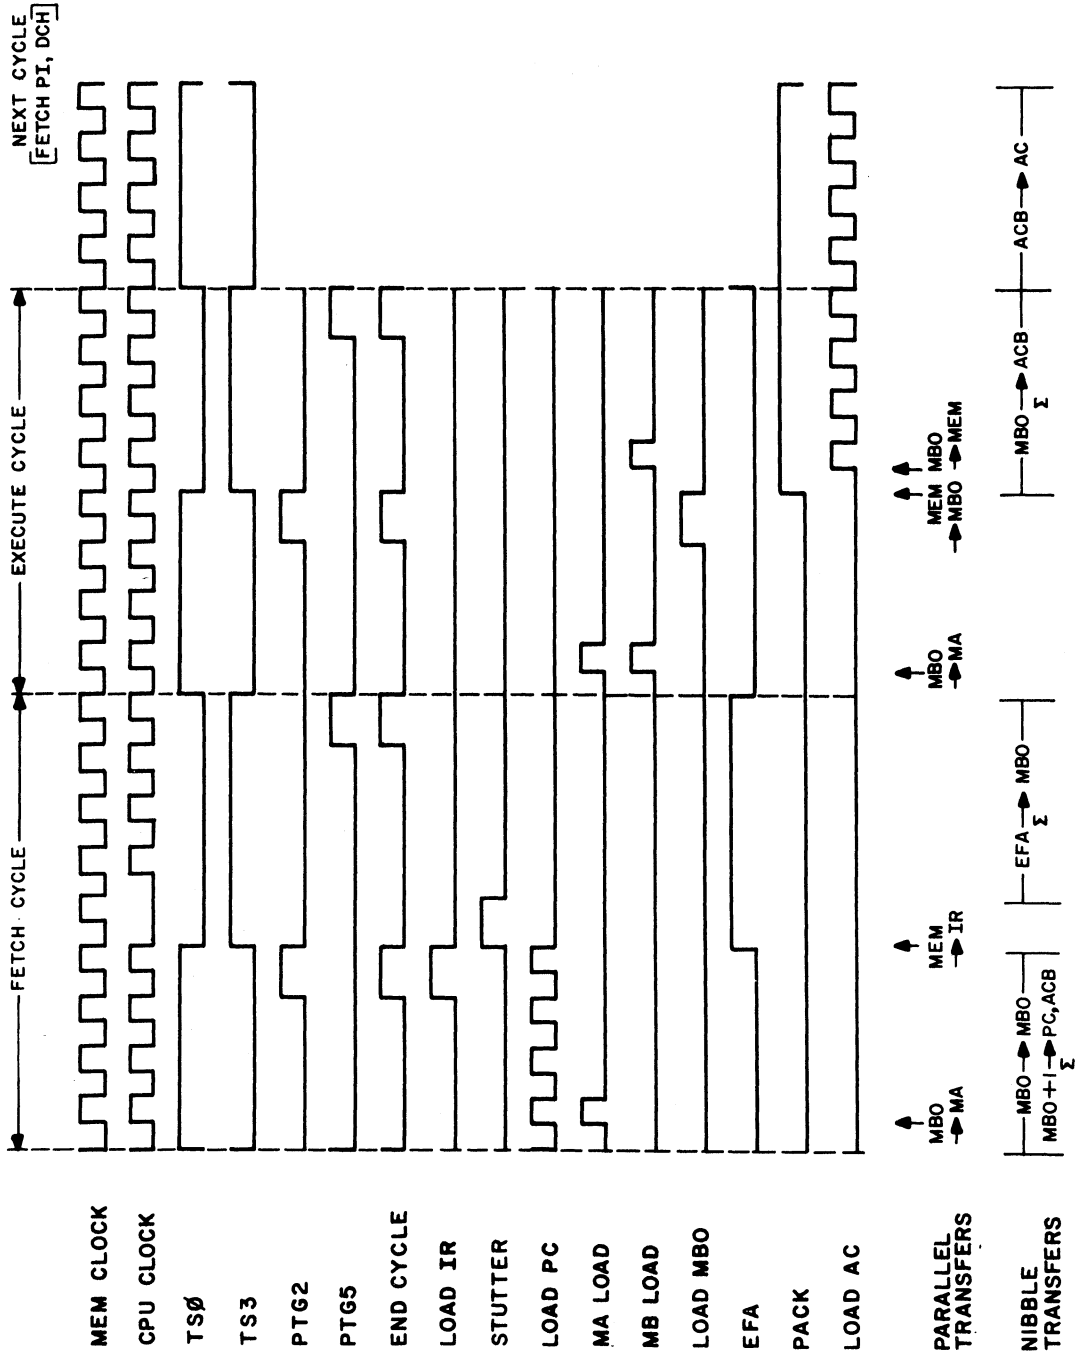 NEXT CYCLE
[FETCH PI, DCH]
EXECUTE CYCLE
FETCH CYCLE
MEM CLOCK
CPU CLOCK
TSØ
TS3
PTG2
PTG5
END CYCLE
LOAD IR
STUTTER
LOAD PC
MA LOAD
MB LOAD
LOAD MBO
EFA
PACK
LOAD AC
PARALLEL
TRANSFERS
MBO
→MA
MEM
→IR
MBO
→MA
MEM
→MBO
MBO
→MEM
NIBBLE
TRANSFERS
MBO→MBO
MBO+1→PC,ACB
Σ
EFA→MBO
Σ
MBO→ACB
Σ
ACB→AC